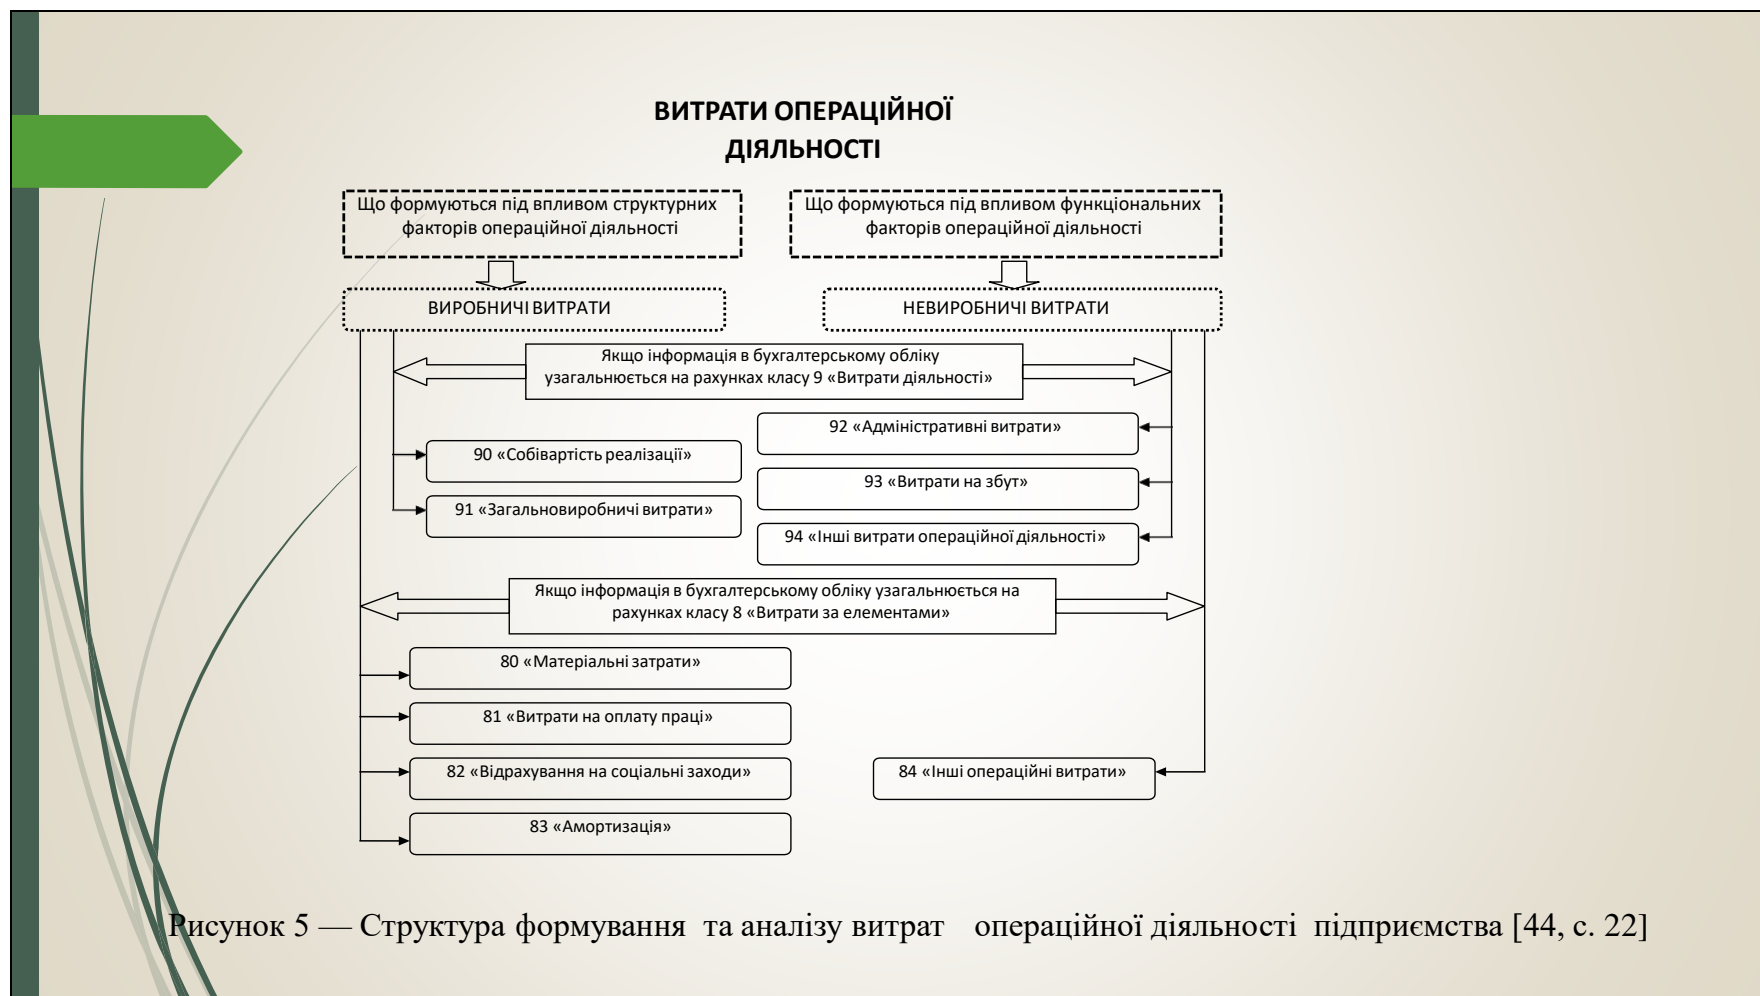 ВИТРАТИ ОПЕРАЦІЙНОЇ
ДІЯЛЬНОСТІ
Що формуються під впливом структурних
факторів операційної діяльності
Що формуються під впливом функціональних
факторів операційної діяльності
ВИРОБНИЧІ ВИТРАТИ
НЕВИРОБНИЧІ ВИТРАТИ
Якщо інформація в бухгалтерському обліку
узагальнюється на рахунках класу 9 «Витрати діяльності»
90 «Собівартість реалізації»
91 «Загальновиробничі витрати»
92 «Адміністративні витрати»
93 «Витрати на збут»
94 «Інші витрати операційної діяльності»
Якщо інформація в бухгалтерському обліку узагальнюється на
рахунках класу 8 «Витрати за елементами»
80 «Матеріальні затрати»
81 «Витрати на оплату праці»
82 «Відрахування на соціальні заходи»
83 «Амортизація»
84 «Інші операційні витрати»
Рисунок 5 — Структура формування та аналізу витрат операційної діяльності підприємства [44, с. 22]